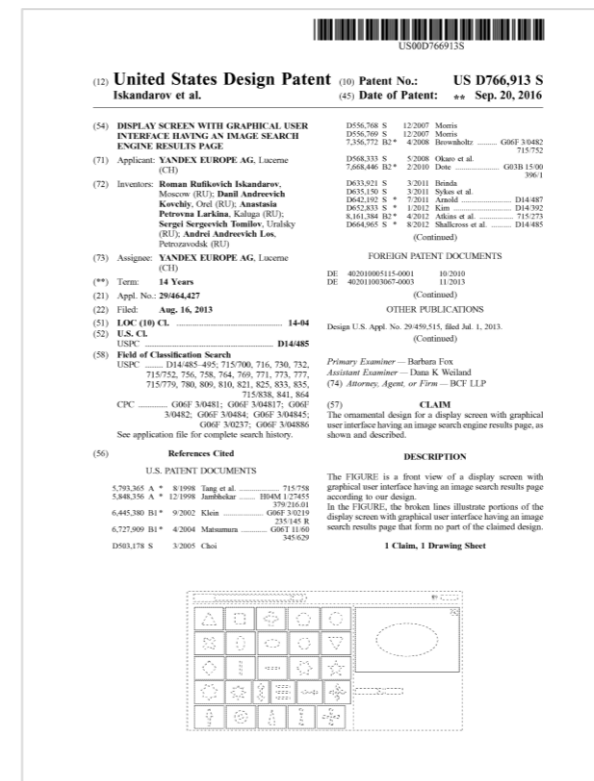 US00D766913S
(12) United States Design Patent
Iskandarov et al.
(10) Patent No.: US D766,913 S
(45) Date of Patent: ** Sep. 20, 2016
(54) DISPLAY SCREEN WITH GRAPHICAL USER
INTERFACE HAVING AN IMAGE SEARCH
ENGINE RESULTS PAGE
(71) Applicant: YANDEX EUROPE AG, Lucerne
(CH)
(72) Inventors: Roman Rufikovich Iskandarov,
Moscow (RU); Danil Andreevich
Kovchiy, Orel (RU); Anastasia
Petrovna Larkina, Kaluga (RU);
Sergei Sergeevich Tomilov, Uralsky
(RU); Andrei Andreevich Los,
Petrozavodsk (RU)
(73) Assignee: YANDEX EUROPE AG, Lucerne
(CH)
(**) Term: 14 Years
(21) Appl. No.: 29/464,427
(22) Filed: Aug. 16, 2013
(51) LOC (10) Cl. 14-04
(52) U.S. Cl.
USPC D14/485
(58) Field of Classification Search
USPC D14/485-495; 715/700, 716, 730, 732,
715/752, 756, 758, 764, 769, 771, 773, 777,
715/779, 780, 809, 810, 821, 825, 833, 835,
715/838, 841, 864
CPC G06F 3/0481; G06F 3/04817; G06F
3/0482; G06F 3/0484; G06F 3/04845;
G06F 3/0237; G06F 3/04886
See application file for complete search history.
(56) References Cited
U.S. PATENT DOCUMENTS
5,793,365 A * 8/1998 Tang et al. 715/758
5,848,356 A * 12/1998 Jambhekar H04M 1/27455
379/216.01
6,445,380 B1 * 9/2002 Klein G06F 3/0219
235/145 R
6,727,909 B1 * 4/2004 Matsumura G06T 11/60
345/629
D503,178 S 3/2005 Choi
D556,768 S 12/2007 Morris
D556,769 S 12/2007 Morris
7,356,772 B2 * 4/2008 Brownholtz G06F 3/0482
715/752
D568,333 S 5/2008 Okaro et al.
7,668,446 B2 * 2/2010 Dote G03B 15/00
396/1
D633,921 S 3/2011 Brinda
D635,150 S 3/2011 Sykes et al.
D642,192 S * 7/2011 Arnold D14/487
D652,833 S * 1/2012 Kim D14/392
8,161,384 B2 * 4/2012 Atkins et al. 715/273
D664,965 S * 8/2012 Shallcross et al. D14/485
(Continued)
FOREIGN PATENT DOCUMENTS
DE 402010005115-0001 10/2010
DE 402011003067-0003 11/2013
(Continued)
OTHER PUBLICATIONS
Design U.S. Appl. No. 29/459,515, filed Jul. 1, 2013.
(Continued)
Primary Examiner — Barbara Fox
Assistant Examiner — Dana K Weiland
(74) Attorney, Agent, or Firm — BCF LLP
(57) CLAIM
The ornamental design for a display screen with graphical
user interface having an image search engine results page, as
shown and described.
DESCRIPTION
The FIGURE is a front view of a display screen with
graphical user interface having an image search results page
according to our design.
In the FIGURE, the broken lines illustrate portions of the
display screen with graphical user interface having an image
search results page that form no part of the claimed design.
1 Claim, 1 Drawing Sheet